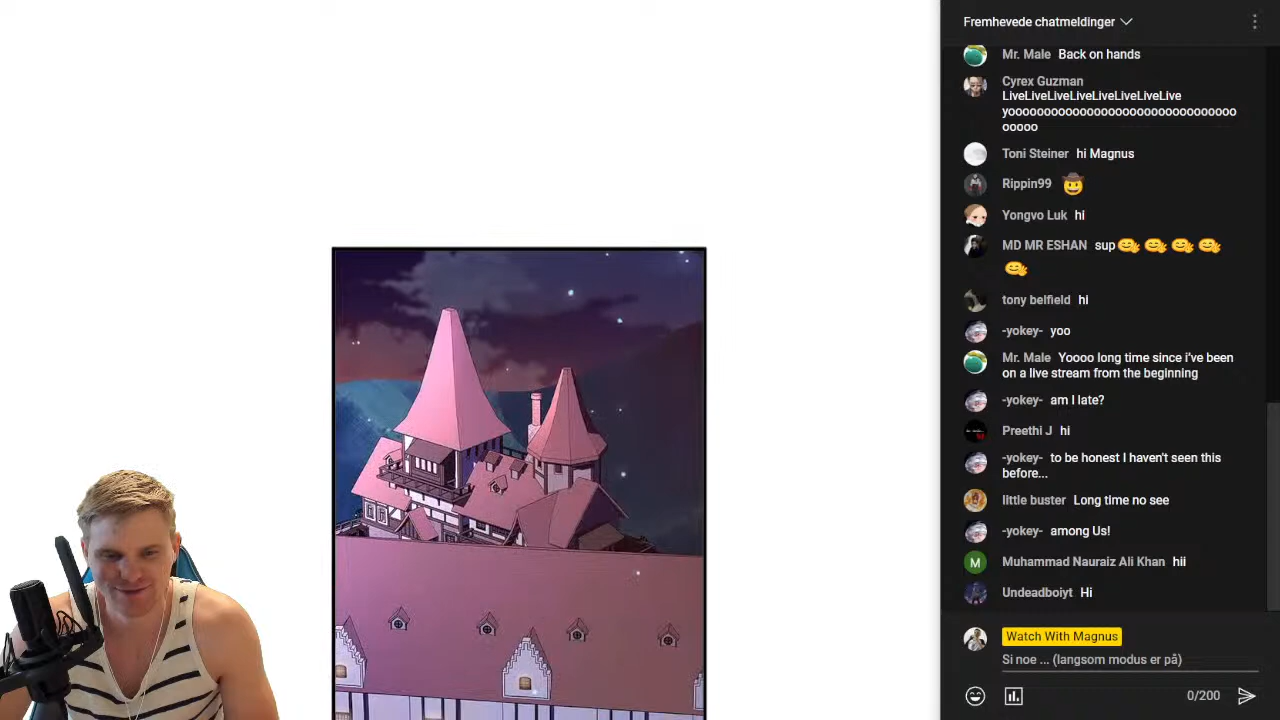 Fremhevede chatmeldinger
Mr. Male Back on hands
Cyrex Guzman
LiveLiveLiveLiveLiveLiveLiveLive
yooooooooooooooooooooooooooooooooo
ooooo
Toni Steiner hi Magnus
Rippin99 🤠
Yongvo Luk hi
MD MR ESHAN sup
tony belfield hi
-yokey- yoo
Mr. Male Yoooo long time since i've been
on a live stream from the beginning
-yokey- am I late?
Preethi J hi
-yokey- to be honest I haven't seen this
before...
little buster Long time no see
-yokey- among Us!
M Muhammad Nauraiz Ali Khan hii
Undeadboiyt Hi
Watch With Magnus
Si noe ... (langsom modus er på)
0/200